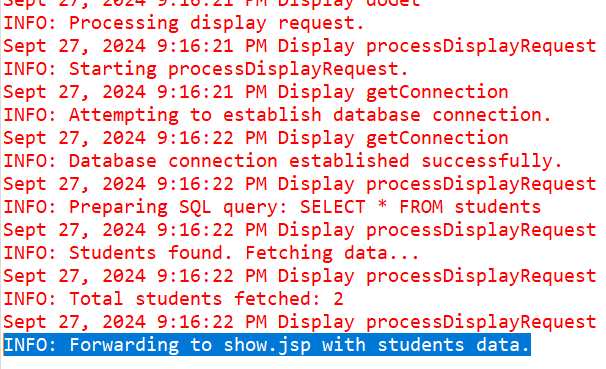 Sept 27, 2024 9:16:21 PM Display doGet
INFO: Processing display request.
Sept 27, 2024 9:16:21 PM Display processDisplayRequest
INFO: Starting processDisplayRequest.
Sept 27, 2024 9:16:21 PM Display getConnection
INFO: Attempting to establish database connection.
Sept 27, 2024 9:16:22 PM Display getConnection
INFO: Database connection established successfully.
Sept 27, 2024 9:16:22 PM Display processDisplayRequest
INFO: Preparing SQL query: SELECT * FROM students
Sept 27, 2024 9:16:22 PM Display processDisplayRequest
INFO: Students found. Fetching data...
Sept 27, 2024 9:16:22 PM Display processDisplayRequest
INFO: Total students fetched: 2
Sept 27, 2024 9:16:22 PM Display processDisplayRequest
INFO: Forwarding to show.jsp with students data.